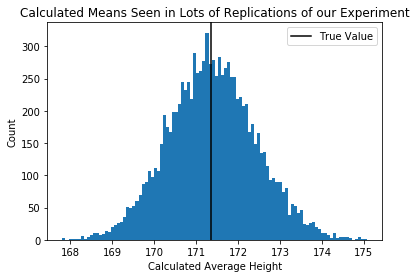 Calculated Means Seen in Lots of Replications of our Experiment
True Value
300
250
200
150
100
50
0
Count
168 169 170 171 172 173 174 175
Calculated Average Height